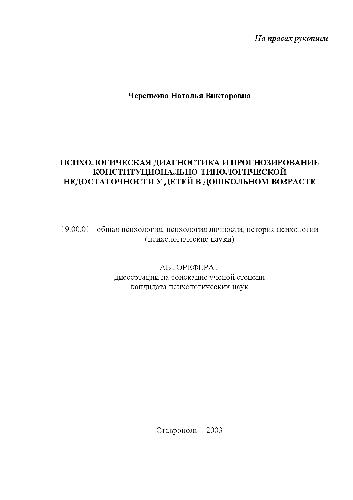 На правах рукописи
Черенкова Наталья Викторовна
ПСИХОЛОГИЧЕСКАЯ ДИАГНОСТИКА И ПРОГНОЗИРОВАНИЕ
КОНСТИТУЦИОНАЛЬНО-ТИПОЛОГИЧЕСКОЙ
НЕДОСТАТОЧНОСТИ У ДЕТЕЙ В ДОШКОЛЬНОМ ВОЗРАСТЕ
19.00.01 – общая психология, психология личности, история психологии
(психологические науки)
АВТОРЕФЕРАТ
диссертации на соискание ученой степени
кандидата психологических наук
Ставрополь – 2003